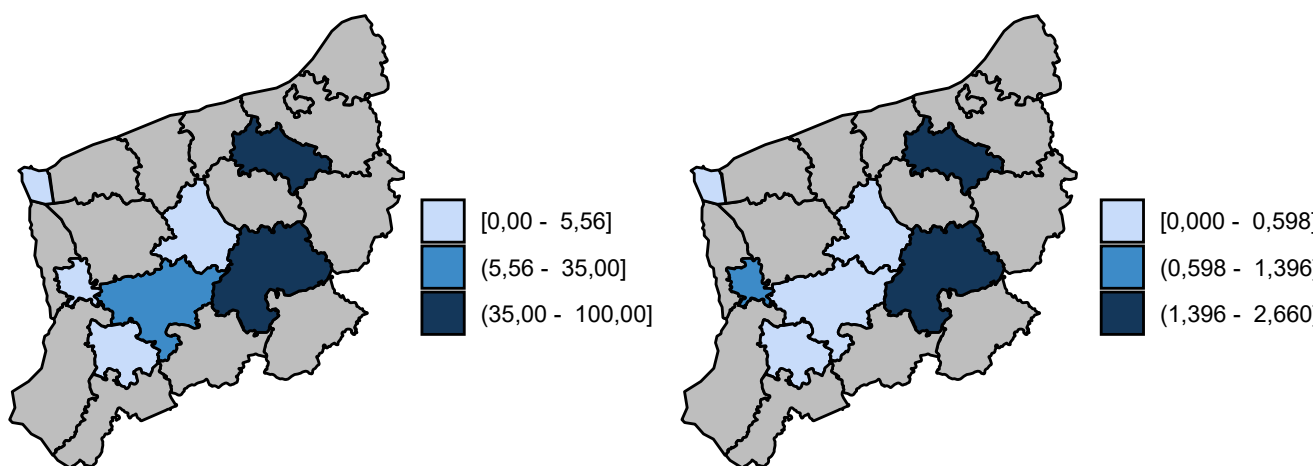 [0,00 -  5,56]
(5,56 -  35,00]
(35,00 -  100,00]
[0,000 -  0,598]
(0,598 -  1,396]
(1,396 -  2,660]